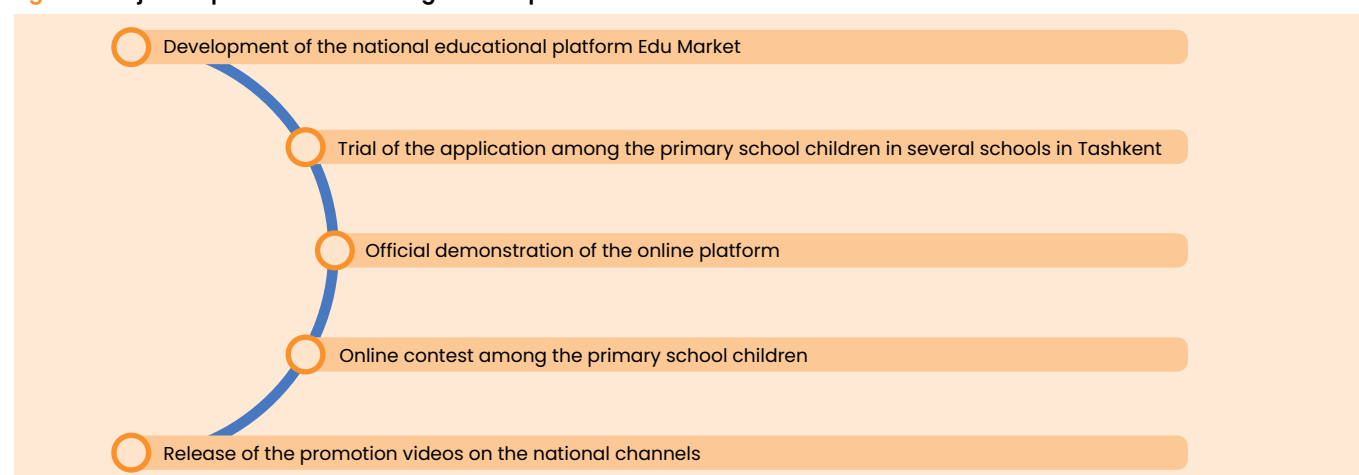 Development of the national educational platform Edu Market
Trial of the application among the primary school children in several schools in Tashkent
Official demonstration of the online platform
Online contest among the primary school children
Release of the promotion videos on the national channels